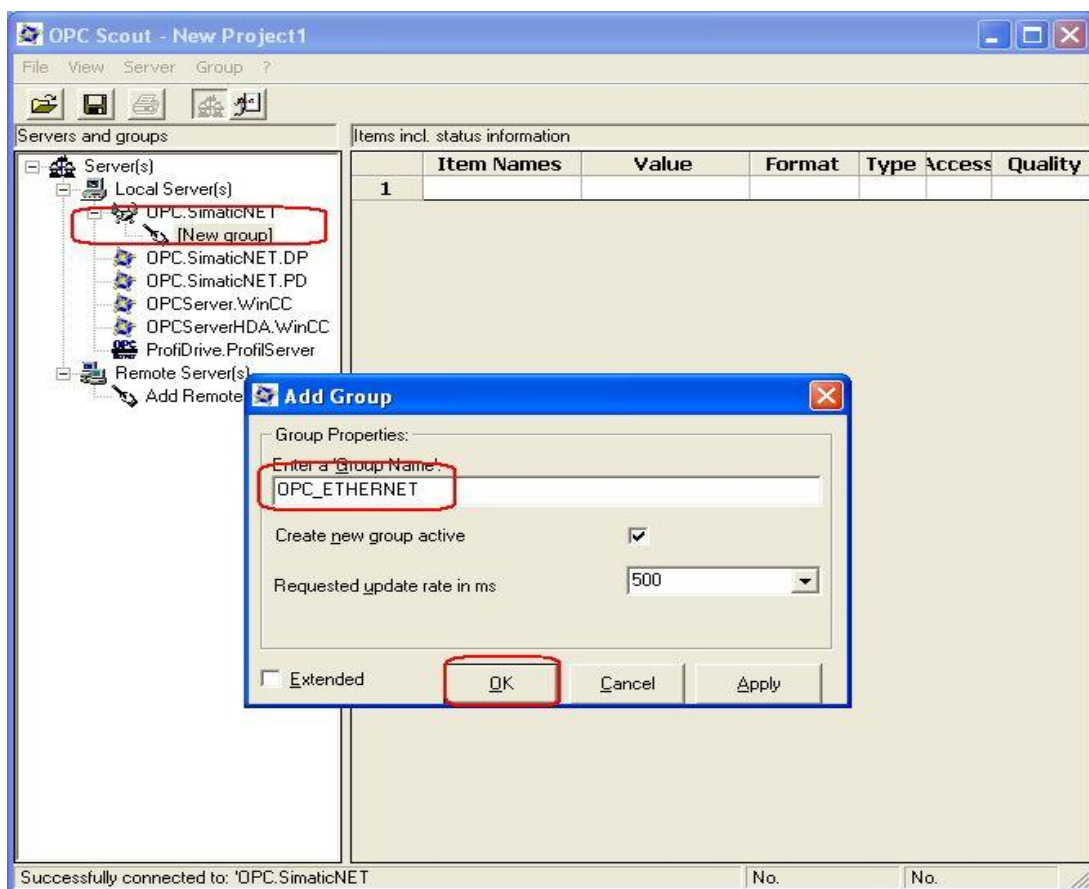 OPC Scout - New Project1
File View Server Group ?
Servers and groups
Items incl. status information
Server(s)
Local Server(s)
OPC.SimaticNET
[New group]
OPC.SimaticNET.DP
OPC.SimaticNET.PD
OPCServer.WinCC
OPCServerHDA.WinCC
ProfiDrive.ProfilServer
Remote Server(s)
Add Remote
Item Names Value Format Type Access Quality
1
Add Group
Group Properties:
Enter a 'Group Name':
OPC_ETHERNET
Create new group active
Requested update rate in ms
500
Extended
OK
Cancel
Apply
Successfully connected to: 'OPC.SimaticNET
No.
No.